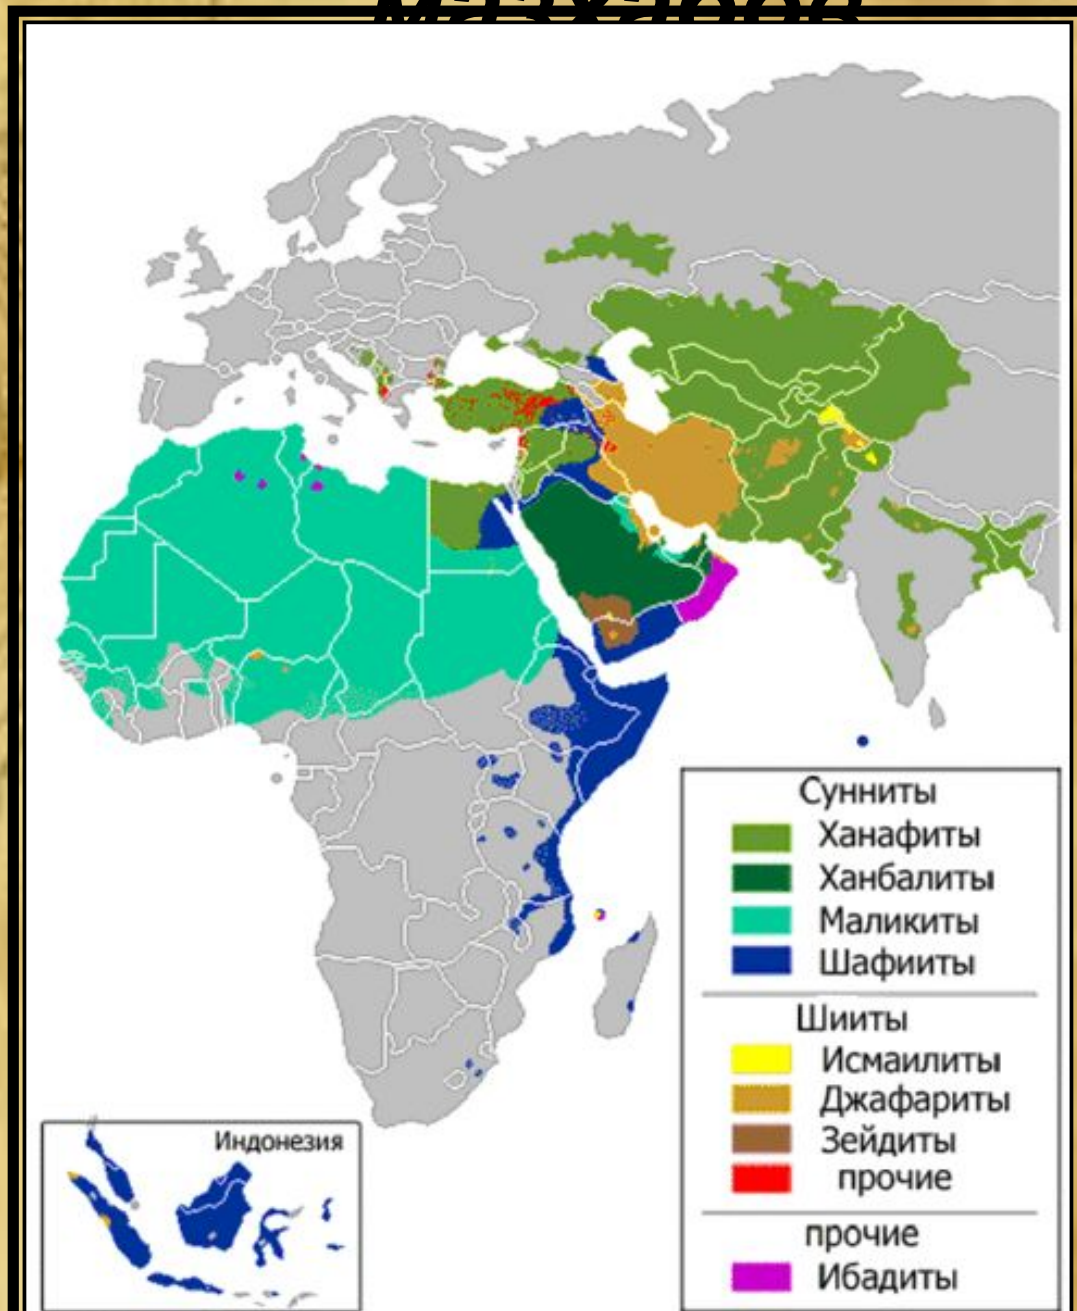 Сунниты
Ханафиты
Ханбалиты
Маликиты
Шафииты
Шииты
Исмаилиты
Джафариты
Зейдиты
прочие
прочие
Ибадиты
Индонезия